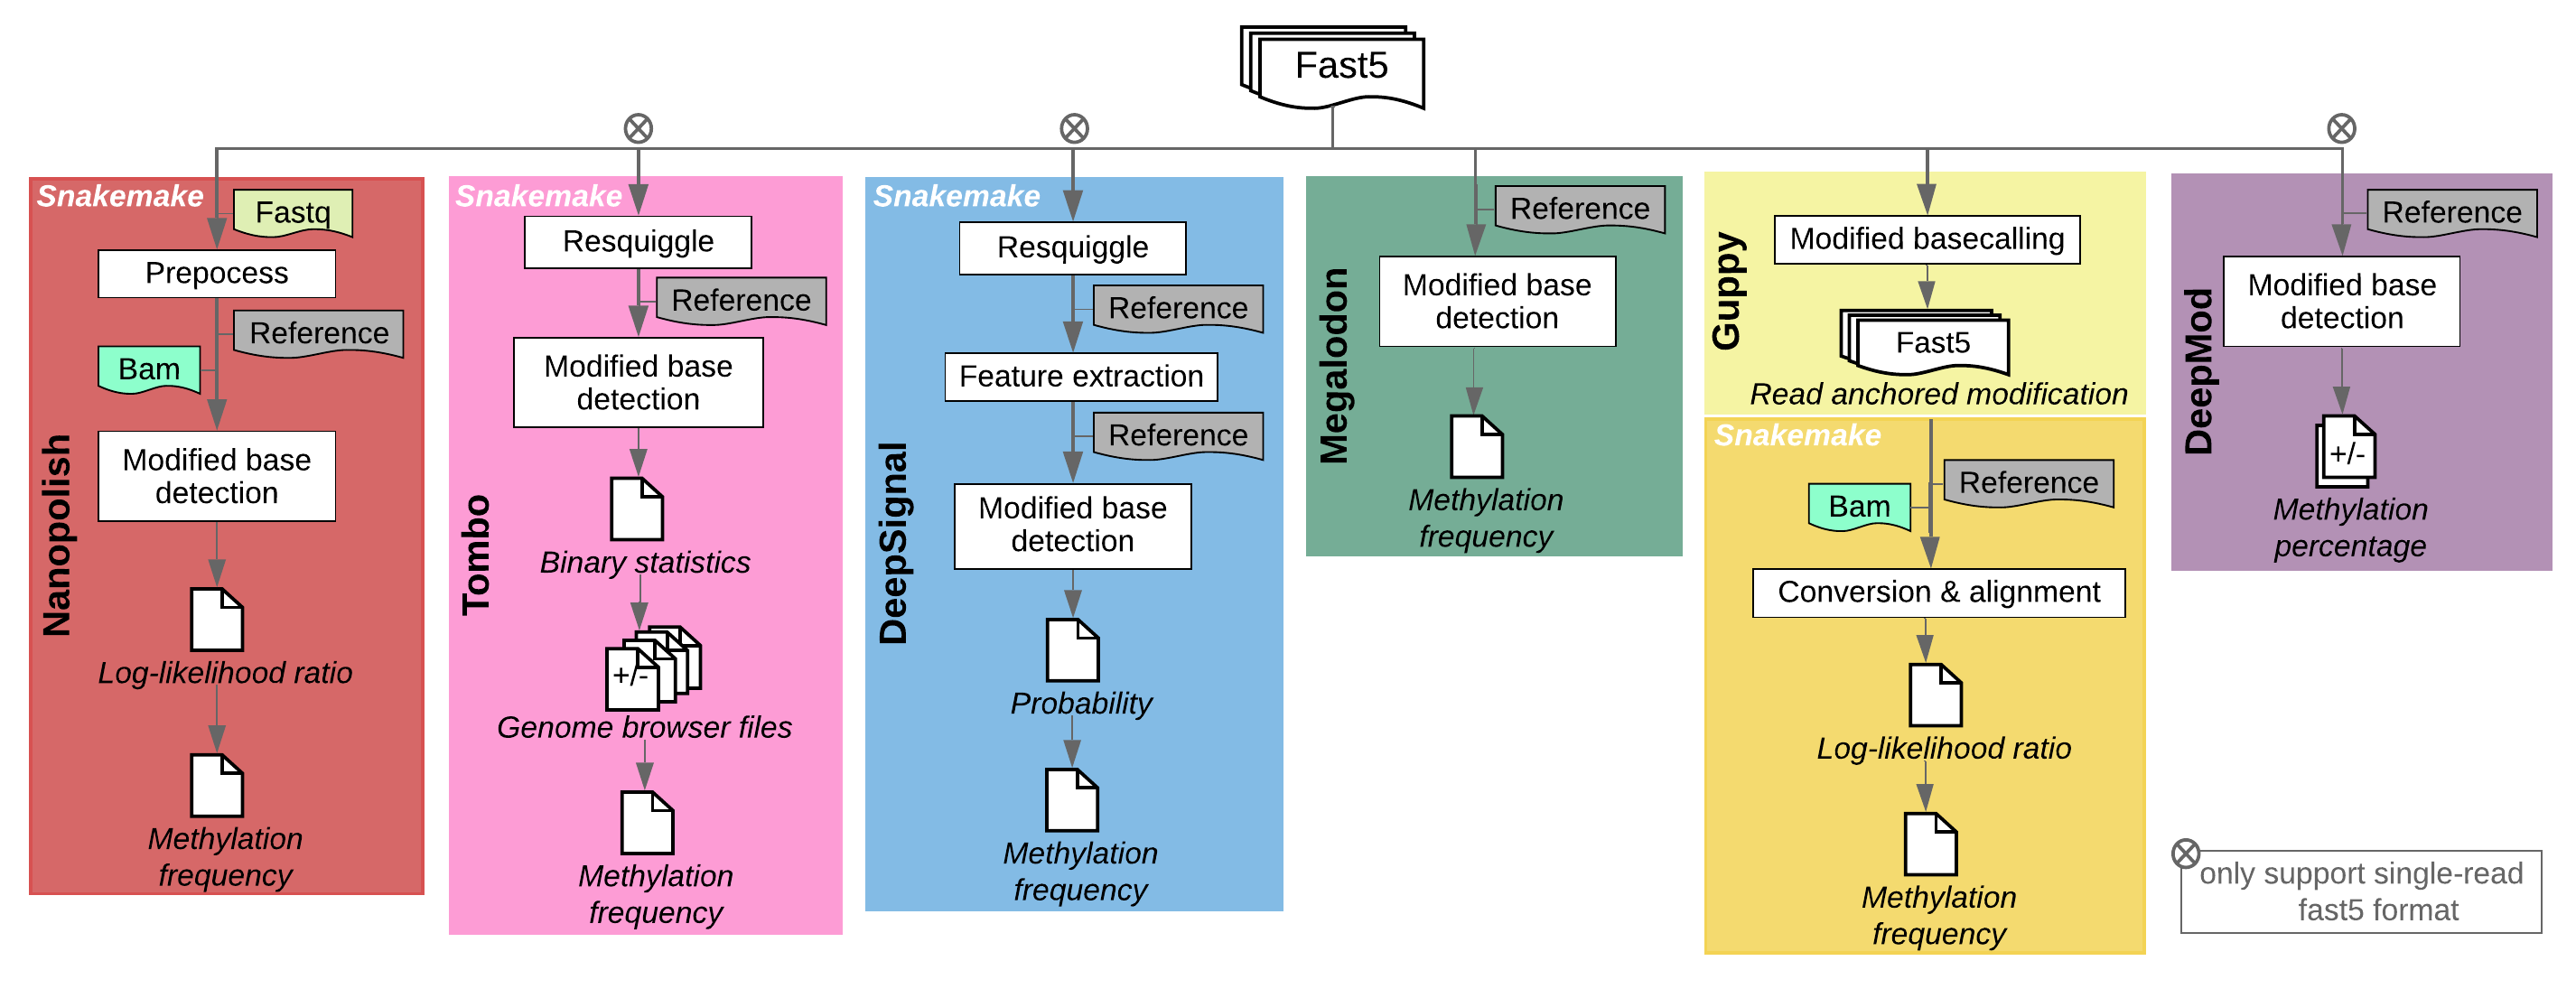 Fast5
Snakemake
Fastq
Prepocess
Reference
Bam
Modified base
detection
Log-likelihood ratio
Methylation
frequency
Nanopolish
Snakemake
Resquiggle
Reference
Modified base
detection
Binary statistics
+/-
Genome browser files
Methylation
frequency
Tombo
Snakemake
Resquiggle
Reference
Feature extraction
Reference
Modified base
detection
Probability
Methylation
frequency
DeepSignal
Reference
Modified base
detection
Methylation
frequency
Megalodon
Modified basecalling
Fast5
Read anchored modification
Guppy
Snakemake
Reference
Bam
Conversion & alignment
Log-likelihood ratio
Methylation
frequency
Reference
Modified base
detection
+/-
Methylation
percentage
DeepMod
only support single-read
fast5 format